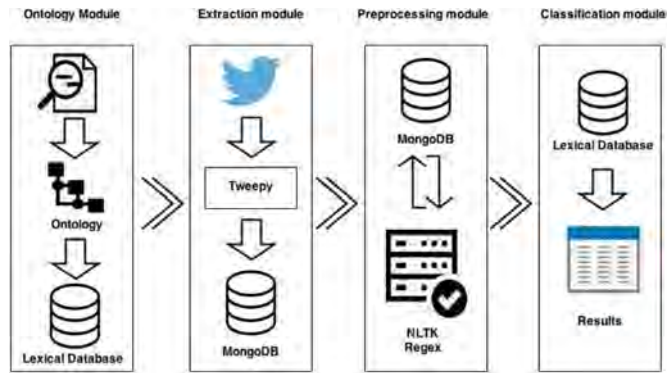 Ontology Module
Extraction module
Preprocessing module
Classification module
Ontology
Lexical Database
Tweepy
MongoDB
MongoDB
NLTK
Regex
Lexical Database
Results